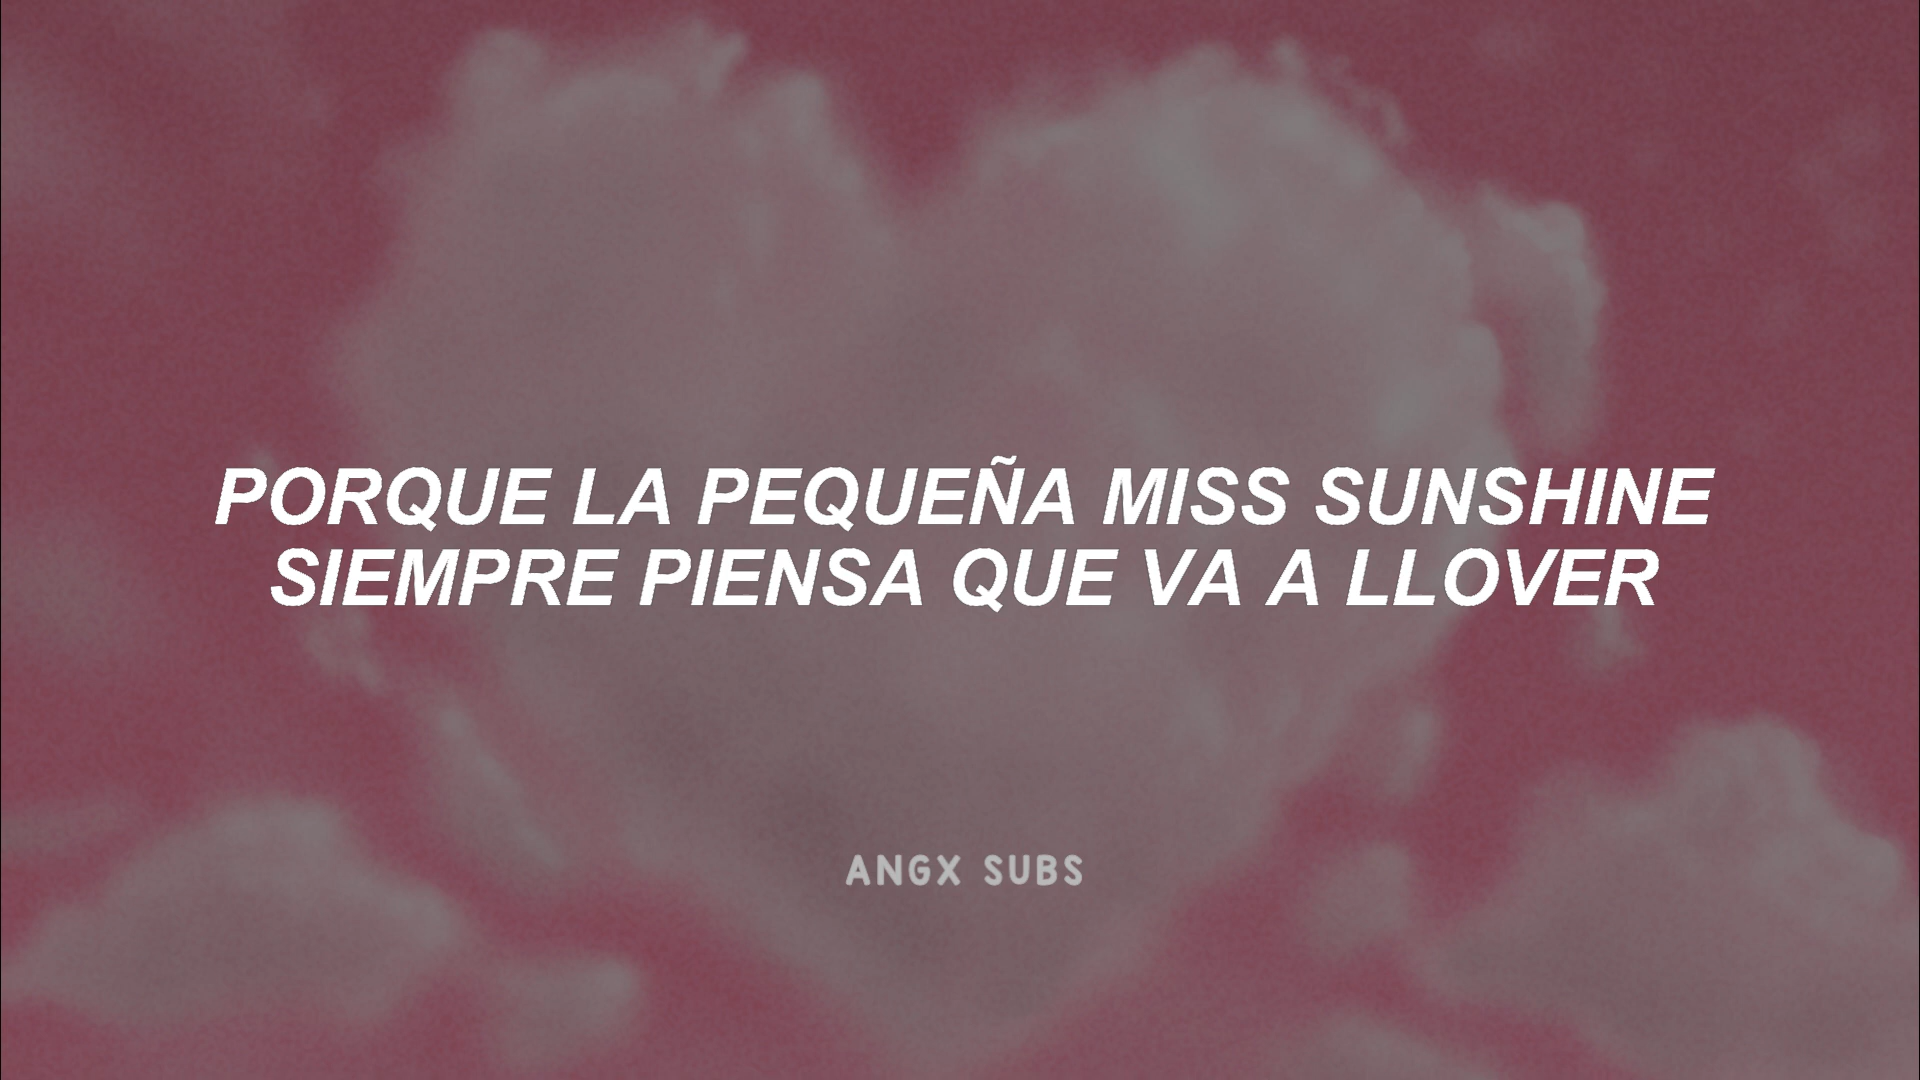 PORQUE LA PEQUEÑA MISS SUNSHINE
SIEMPRE PIENSA QUE VA A LLOVER
ANGX SUBS